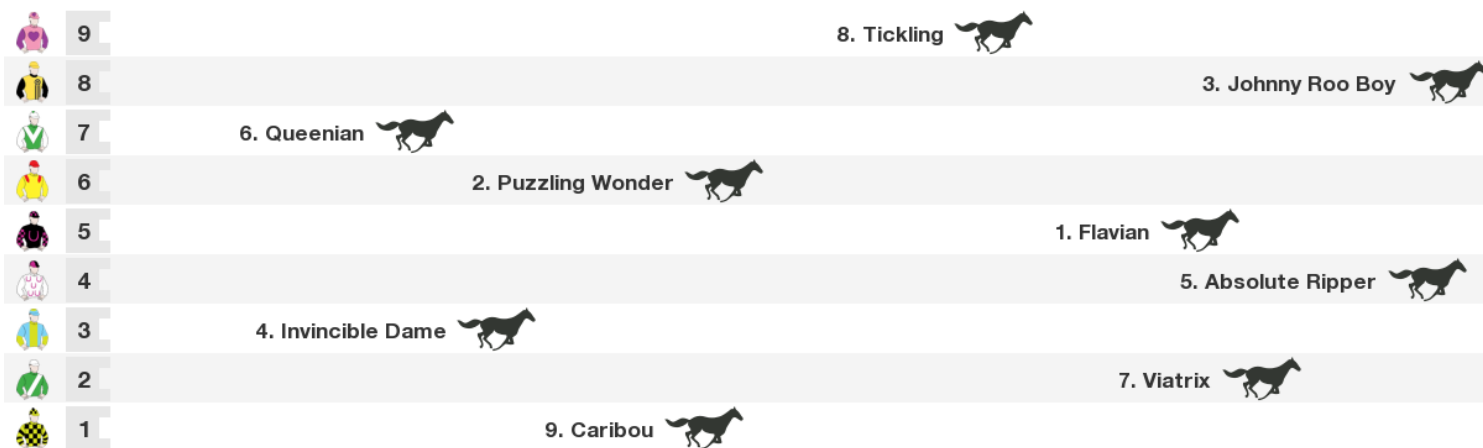 9 8. Tickling
8 3. Johnny Roo Boy
7 6. Queenian
6 2. Puzzling Wonder
5 1. Flavian
4 5. Absolute Ripper
3 4. Invincible Dame
2 7. Viatrix
1 9. Caribou